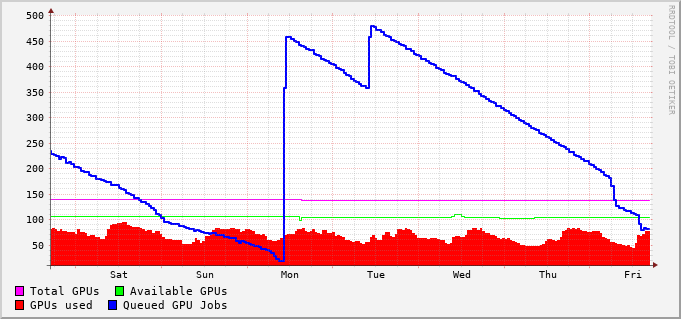 500
450
400
350
300
250
200
150
100
50
Sat Sun Mon Tue Wed Thu Fri
Total GPUs Available GPUs
GPUs used Queued GPU Jobs
RRDTOOL / TOBI OETIKER